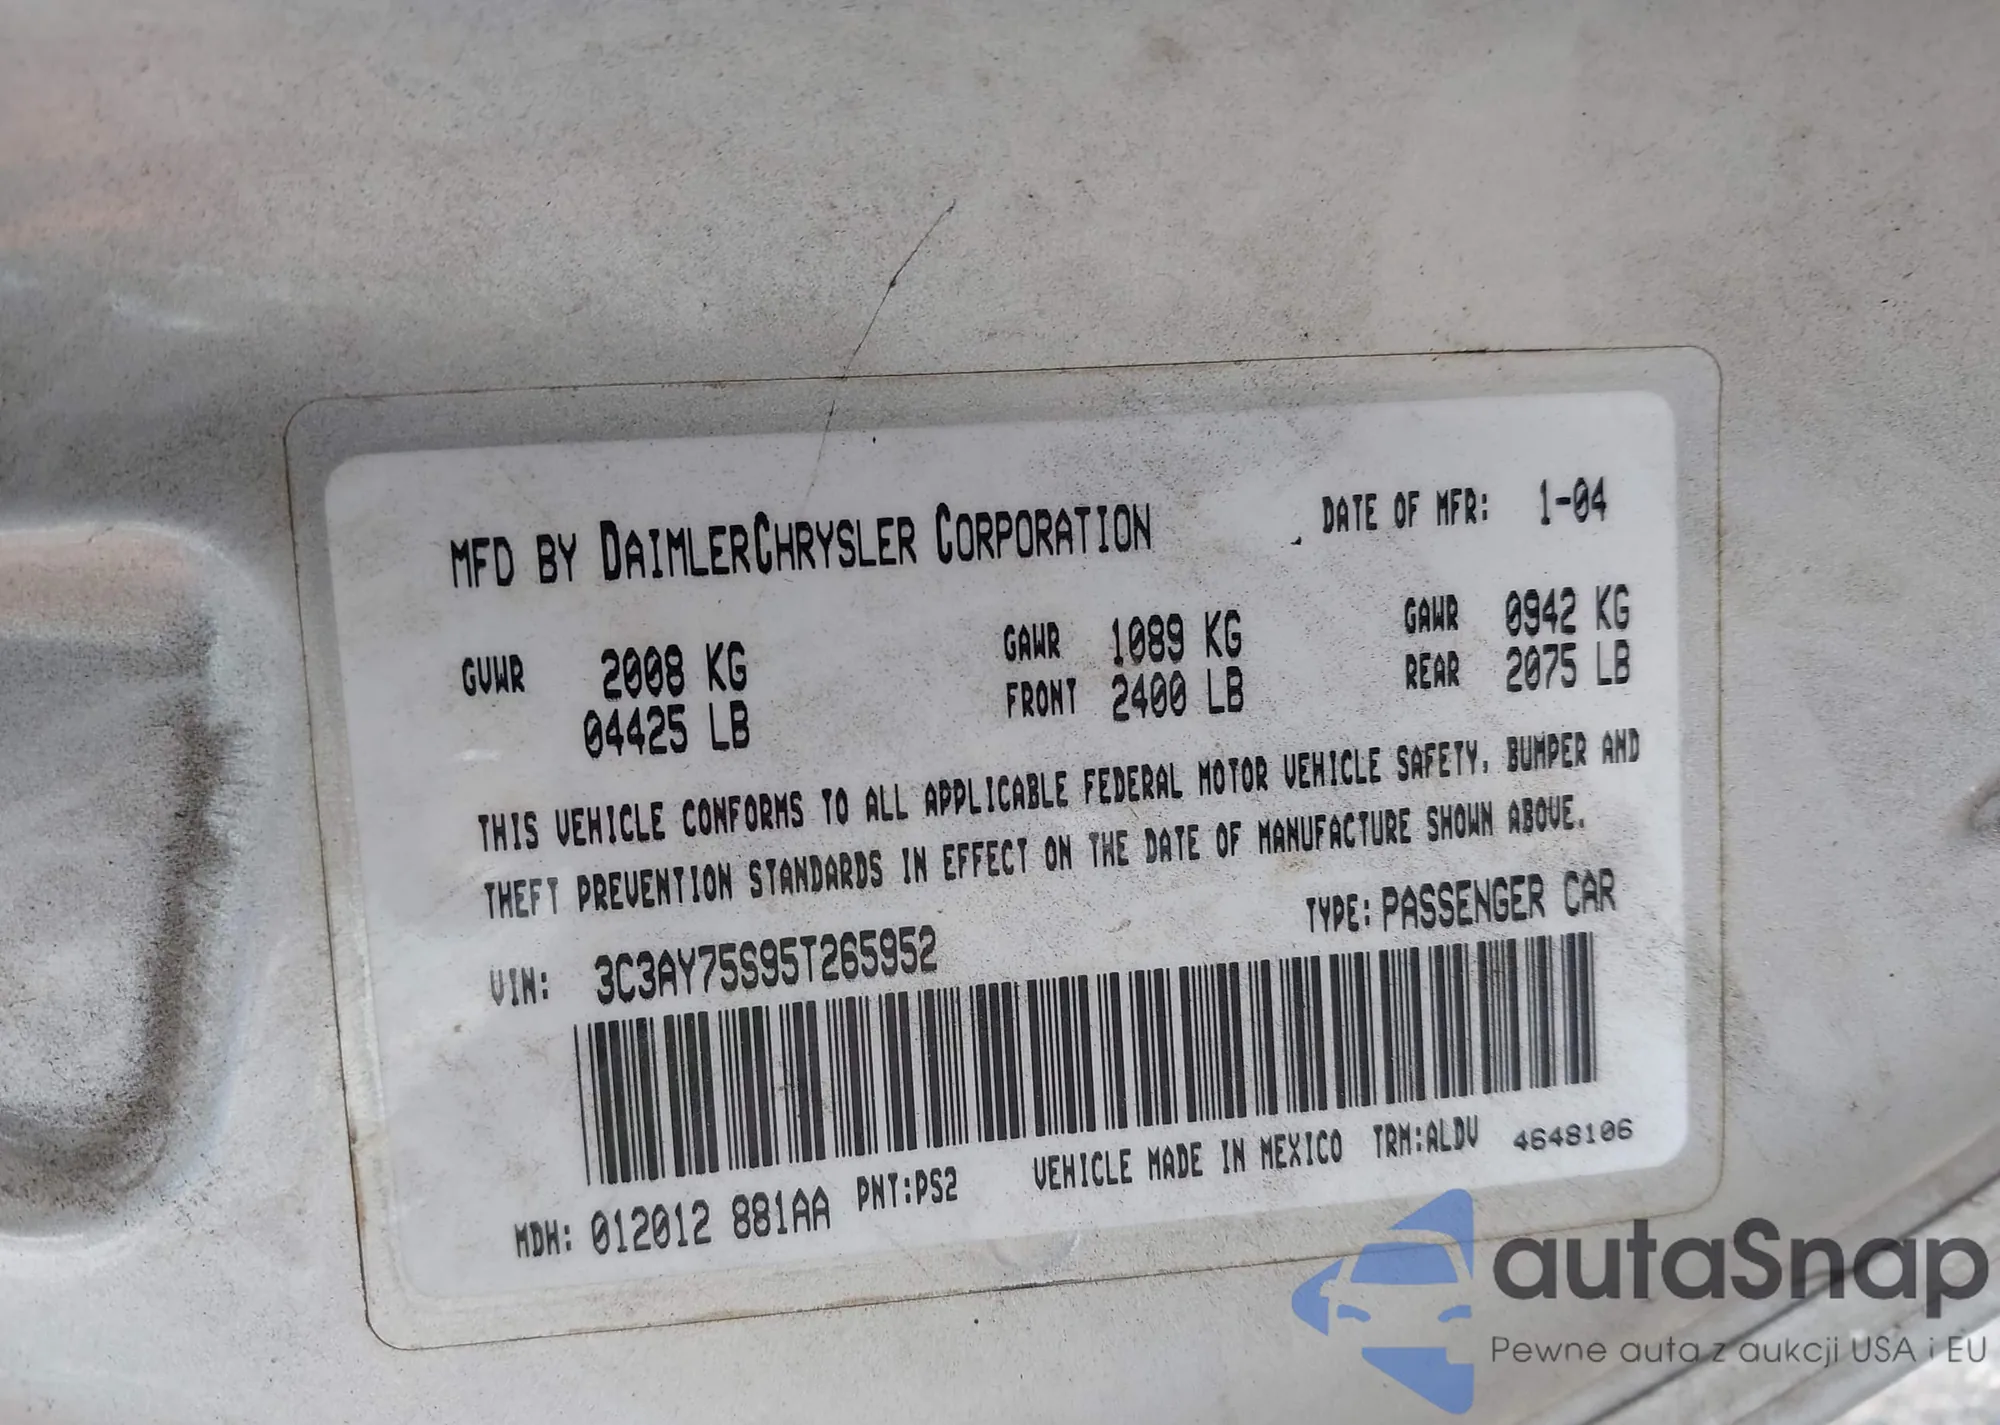 MFD BY DAIMLERCHRYSLER CORPORATION DATE OF MFR: 1-04
GVWR 2008 KG GAWR 1089 KG GAWR 0942 KG
04425 LB FRONT 2400 LB REAR 2075 LB
THIS VEHICLE CONFORMS TO ALL APPLICABLE FEDERAL MOTOR VEHICLE SAFETY, BUMPER AND
THEFT PREVENTION STANDARDS IN EFFECT ON THE DATE OF MANUFACTURE SHOWN ABOVE.
VIN: 3C3AY75S95T265952 TYPE: PASSENGER CAR
MDH: 012012 881AA PNT:PS2 VEHICLE MADE IN MEXICO TRM:ALDV 4648106
autaSnap
Pewne auta z aukcji USA i EU